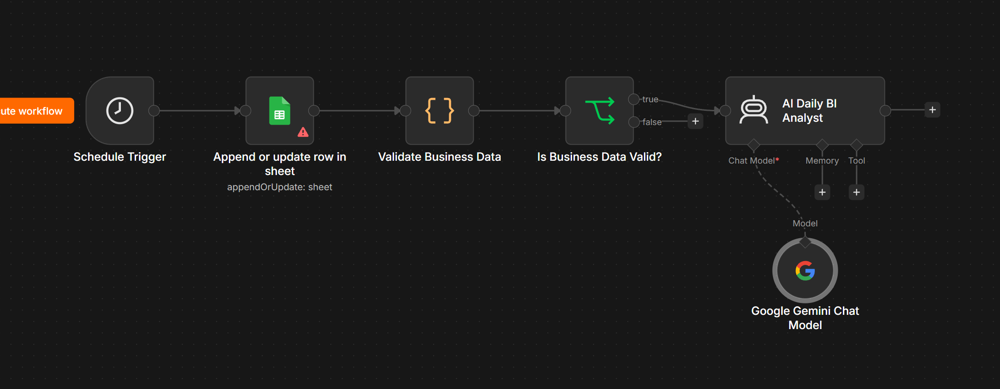 cute workflow
Schedule Trigger
Append or update row in
sheet
appendOrUpdate: sheet
{ }
Validate Business Data
true
false
Is Business Data Valid?
AI Daily BI
Analyst
Chat Model*
Memory
Tool
Model
Google Gemini Chat
Model